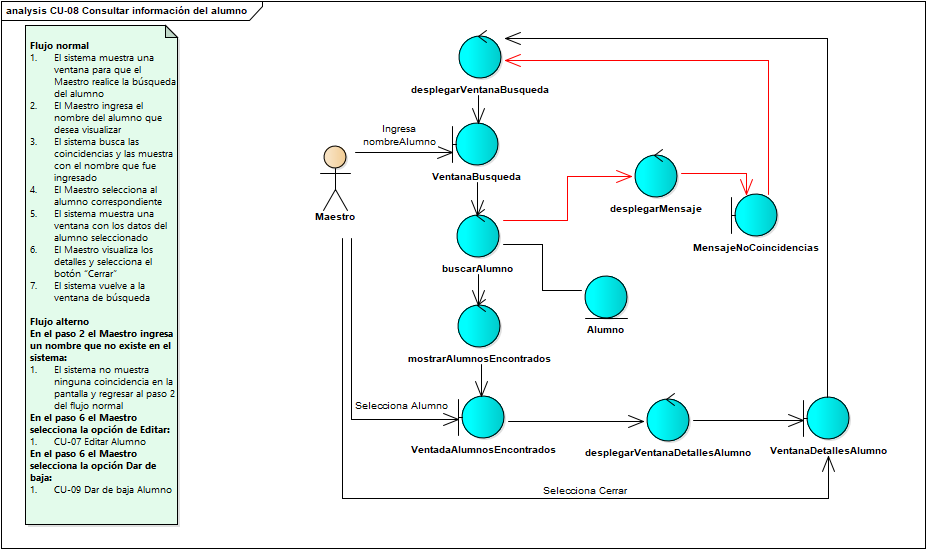 analysis CU-08 Consultar información del alumno
Flujo normal
1. El sistema muestra una
ventana para que el
Maestro realice la búsqueda
del alumno
2. El Maestro ingresa el
nombre del alumno que
desea visualizar
3. El sistema busca las
coincidencias y las muestra
con el nombre que fue
ingresado
4. El Maestro selecciona al
alumno correspondiente
5. El sistema muestra una
ventana con los datos del
alumno seleccionado
6. El Maestro visualiza los
detalles y selecciona el
botón “Cerrar”
7. El sistema vuelve a la
ventana de búsqueda
Flujo alterno
En el paso 2 el Maestro ingresa
un nombre que no existe en el
sistema:
1. El sistema no muestra
ninguna coincidencia en la
pantalla y regresar al paso 2
del flujo normal
En el paso 6 el Maestro
selecciona la opción de Editar:
1. CU-07 Editar Alumno
En el paso 6 el Maestro
selecciona la opción Dar de
baja:
1. CU-09 Dar de baja Alumno
desplegarVentanaBusqueda
Ingresa
nombreAlumno
VentanaBusqueda
Maestro
desplegarMensaje
MensajeNoCoincidencias
buscarAlumno
Alumno
mostrarAlumnosEncontrados
Selecciona Alumno
VentadaAlumnosEncontrados
desplegarVentanaDetallesAlumno
VentanaDetallesAlumno
Selecciona Cerrar